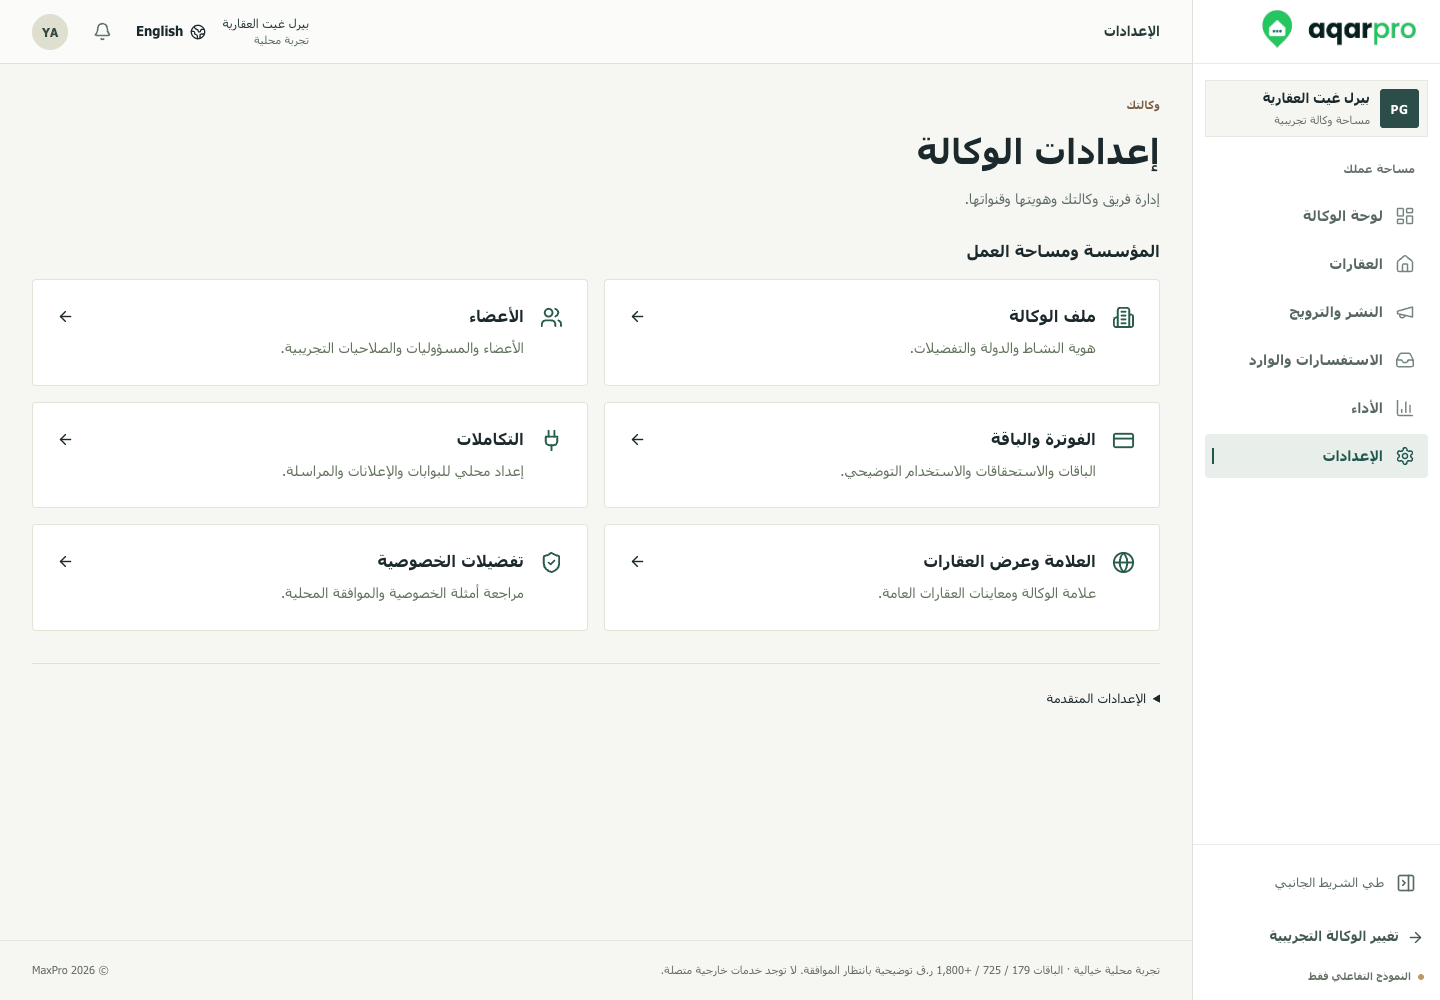 aqarpro
PG
بيرل غيت العقارية
مساحة وكالة تجريبية
مساحة عملك
لوحة الوكالة
العقارات
النشر والترويج
الاستفسارات والوارد
الأداء
الإعدادات
طي الشريط الجانبي
تغيير الوكالة التجريبية
النموذج التفاعلي فقط
الإعدادات
بيرل غيت العقارية
تجربة محلية
English
YA
وكالتك
إعدادات الوكالة
إدارة فريق وكالتك وهويتها وقنواتها.
المؤسسة ومساحة العمل
ملف الوكالة
هوية النشاط والدولة والتفضيلات.
الأعضاء
الأعضاء والمسؤوليات والصلاحيات التجريبية.
الفوترة والباقة
الباقات والاستحقاقات والاستخدام التوضيحي.
التكاملات
إعداد محلي للبوابات والإعلانات والمراسلة.
العلامة وعرض العقارات
علامة الوكالة ومعاينات العقارات العامة.
تفضيلات الخصوصية
مراجعة أمثلة الخصوصية والموافقة المحلية.
الإعدادات المتقدمة
تجربة محلية خيالية · الباقات 179 / 725 / +1,800 ر.ق توضيحية بانتظار الموافقة. لا توجد خدمات خارجية متصلة.
© 2026 MaxPro